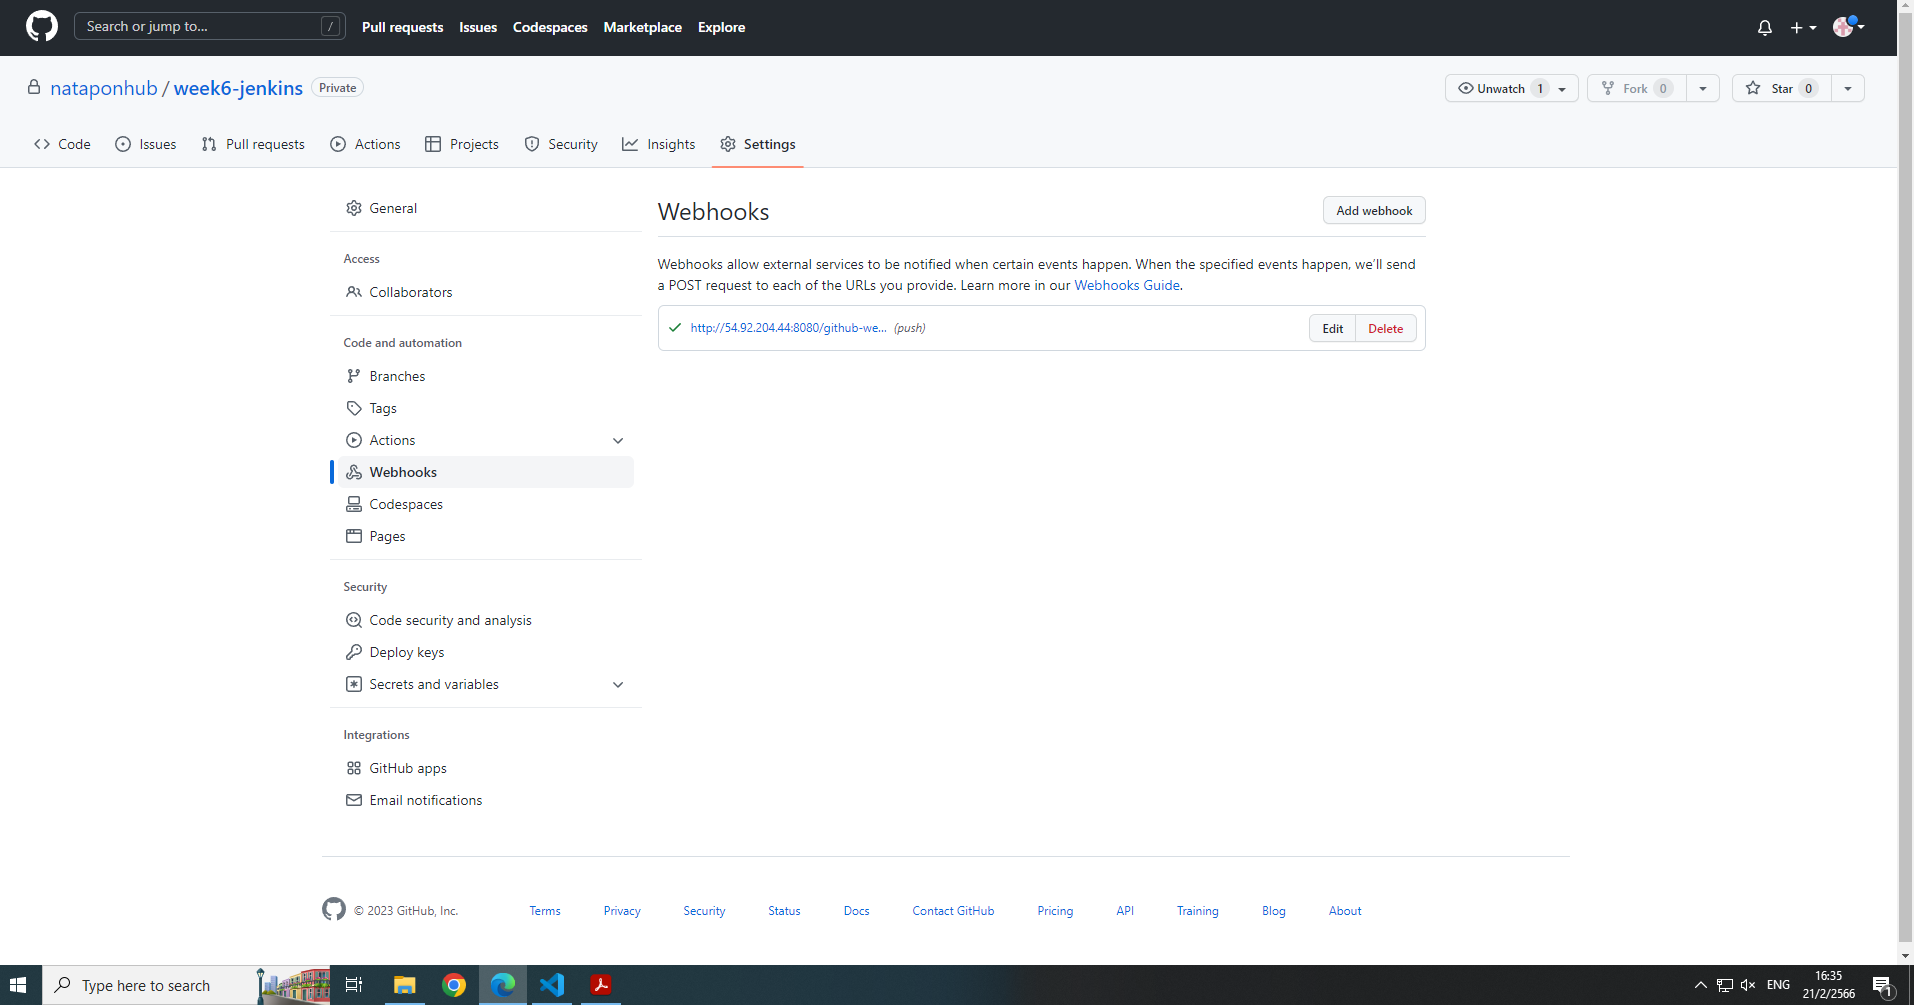 Search or jump to... /
Pull requests Issues Codespaces Marketplace Explore
nataponhub / week6-jenkins Private
Unwatch 1 Fork 0 Star 0
Code Issues Pull requests Actions Projects Security Insights Settings
General
Access
Collaborators
Code and automation
Branches
Tags
Actions
Webhooks
Codespaces
Pages
Security
Code security and analysis
Deploy keys
Secrets and variables
Integrations
GitHub apps
Email notifications
Webhooks
Add webhook
Webhooks allow external services to be notified when certain events happen. When the specified events happen, we'll send
a POST request to each of the URLs you provide. Learn more in our Webhooks Guide.
http://54.92.204.44:8080/github-we... (push)
Edit Delete
© 2023 GitHub, Inc. Terms Privacy Security Status Docs Contact GitHub Pricing API Training Blog About
Type here to search
ENG
16:35
21/2/2566
1